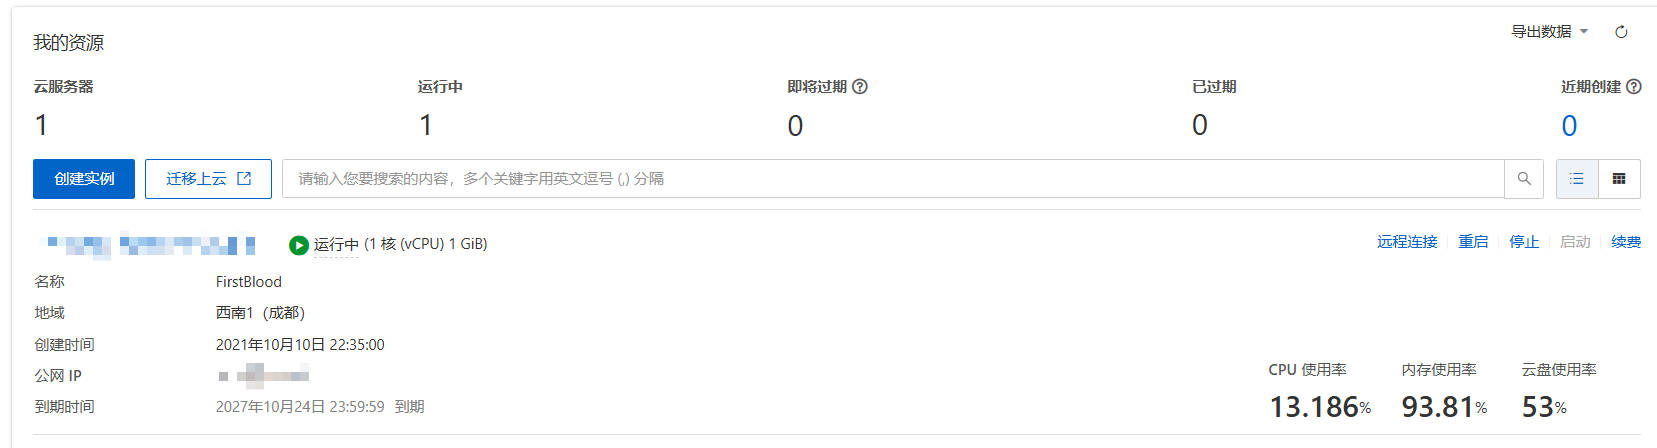 我的资源
导出数据
云服务器 运行中 即将过期 已过期 近期创建
1 1 0 0 0
创建实例 迁移上云 请输入您要搜索的内容，多个关键字用英文逗号 (,) 分隔
运行中 (1 核 (vCPU) 1 GiB) 远程连接 重启 停止 启动 续费
名称 FirstBlood
地域 西南1（成都）
创建时间 2021年10月10日 22:35:00
公网 IP
到期时间 2027年10月24日 23:59:59 到期
CPU 使用率 内存使用率 云盘使用率
13.186% 93.81% 53%